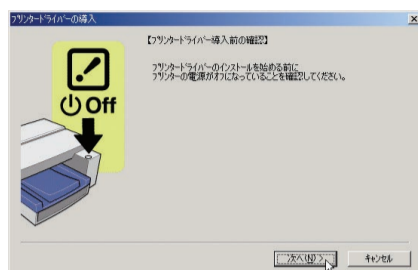 プリンタードライバーの導入
【プリンタードライバー導入前の確認】
プリンタードライバーのインストールを始める前に
プリンターの電源がオフになっていることを確認してください。
Off
次へ(N) >
キャンセル